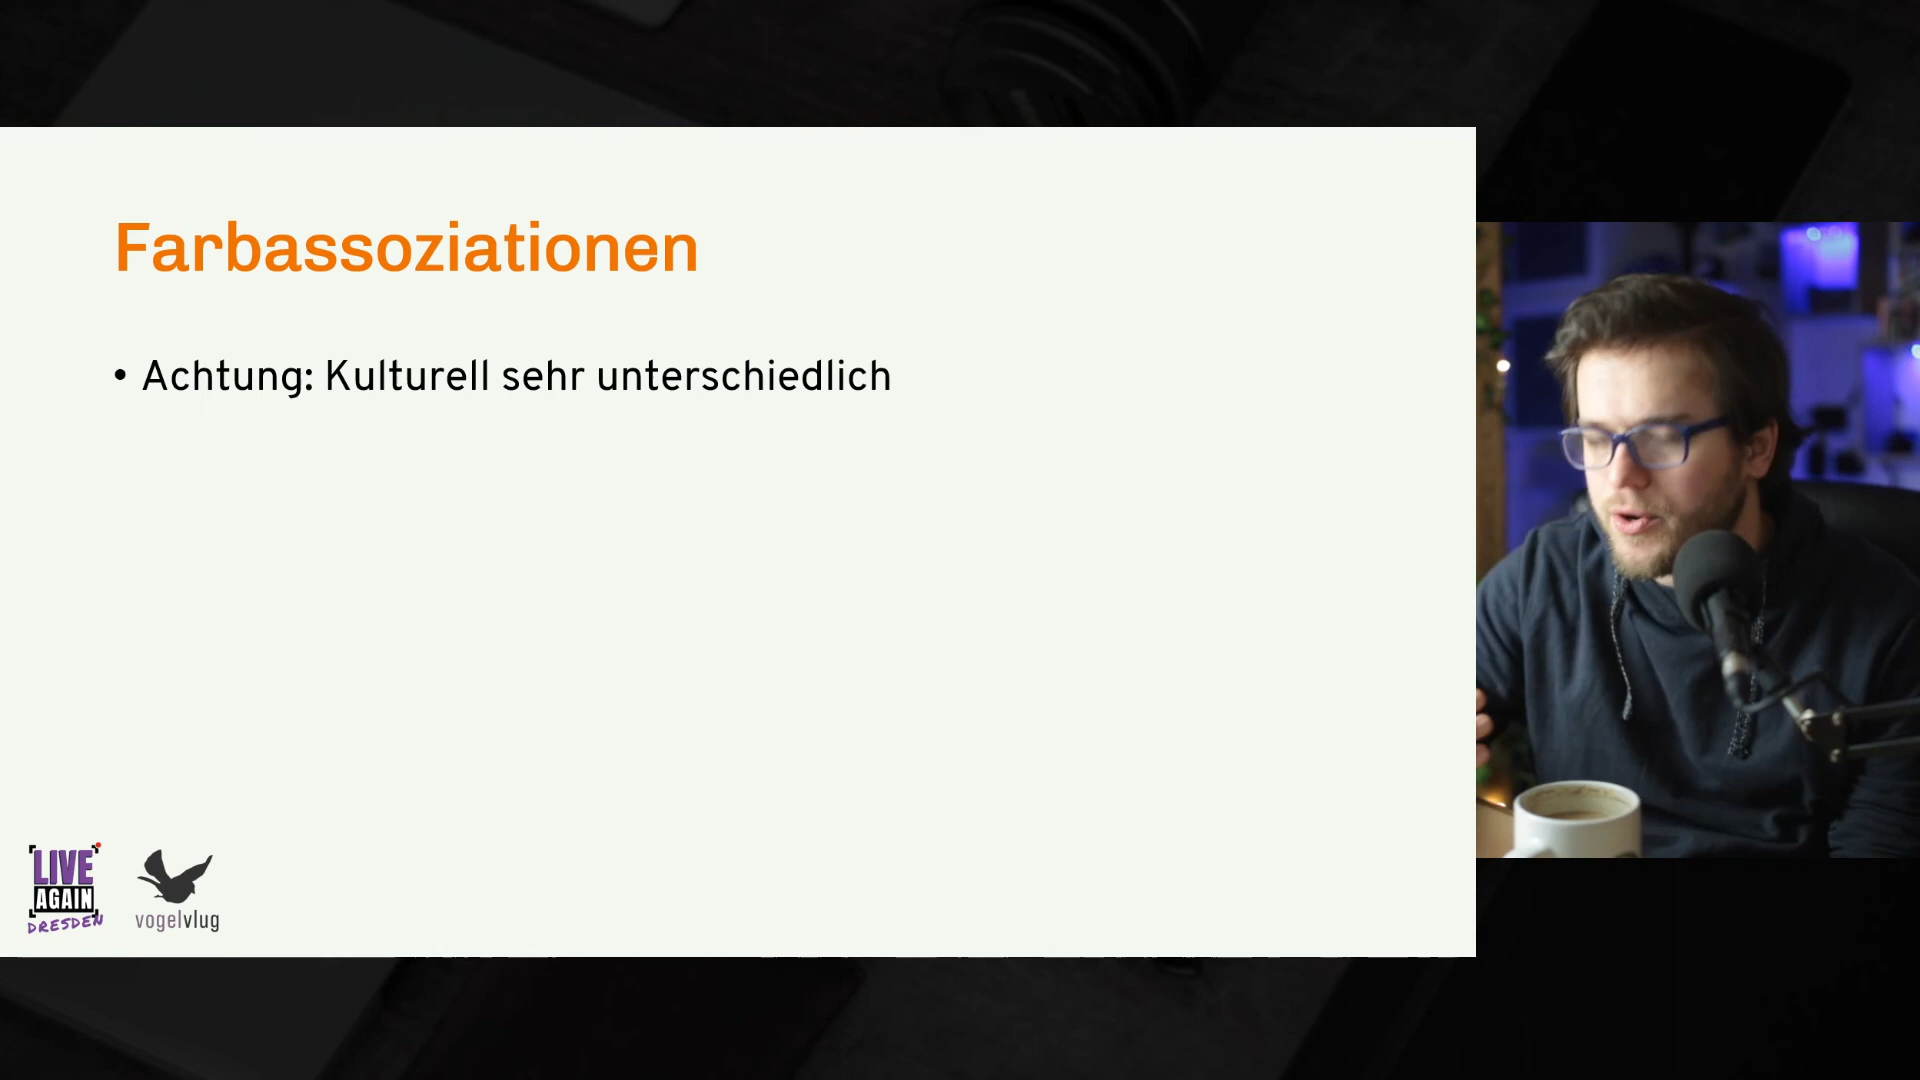 Farbassoziationen
• Achtung: Kulturell sehr unterschiedlich
LIVE
AGAIN
DRESDEN
vogelvlug